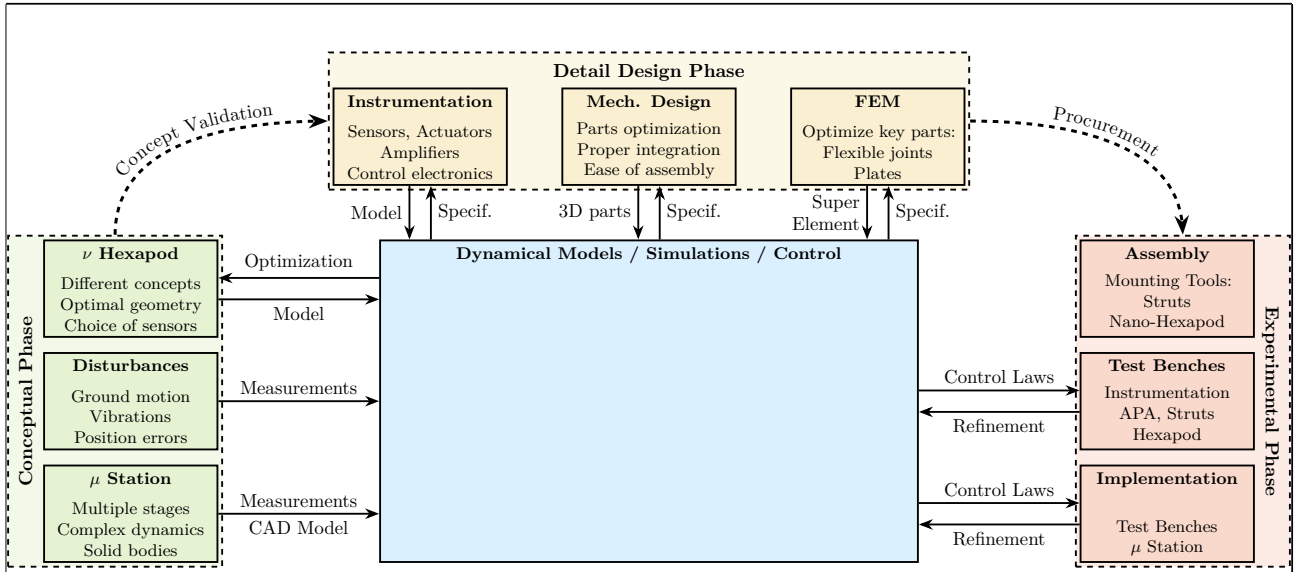 Detail Design Phase
Instrumentation
Sensors, Actuators
Amplifiers
Control electronics
Mech. Design
Parts optimization
Proper integration
Ease of assembly
FEM
Optimize key parts:
Flexible joints
Plates
Concept Validation
Procurement
Model
Specif.
3D parts
Specif.
Super
Element
Specif.
Conceptual Phase
ν Hexapod
Different concepts
Optimal geometry
Choice of sensors
Disturbances
Ground motion
Vibrations
Position errors
μ Station
Multiple stages
Complex dynamics
Solid bodies
Optimization
Model
Measurements
Measurements
CAD Model
Dynamical Models / Simulations / Control
Control Laws
Refinement
Control Laws
Refinement
Assembly
Mounting Tools:
Struts
Nano-Hexapod
Test Benches
Instrumentation
APA, Struts
Hexapod
Implementation
Test Benches
μ Station
Experimental Phase